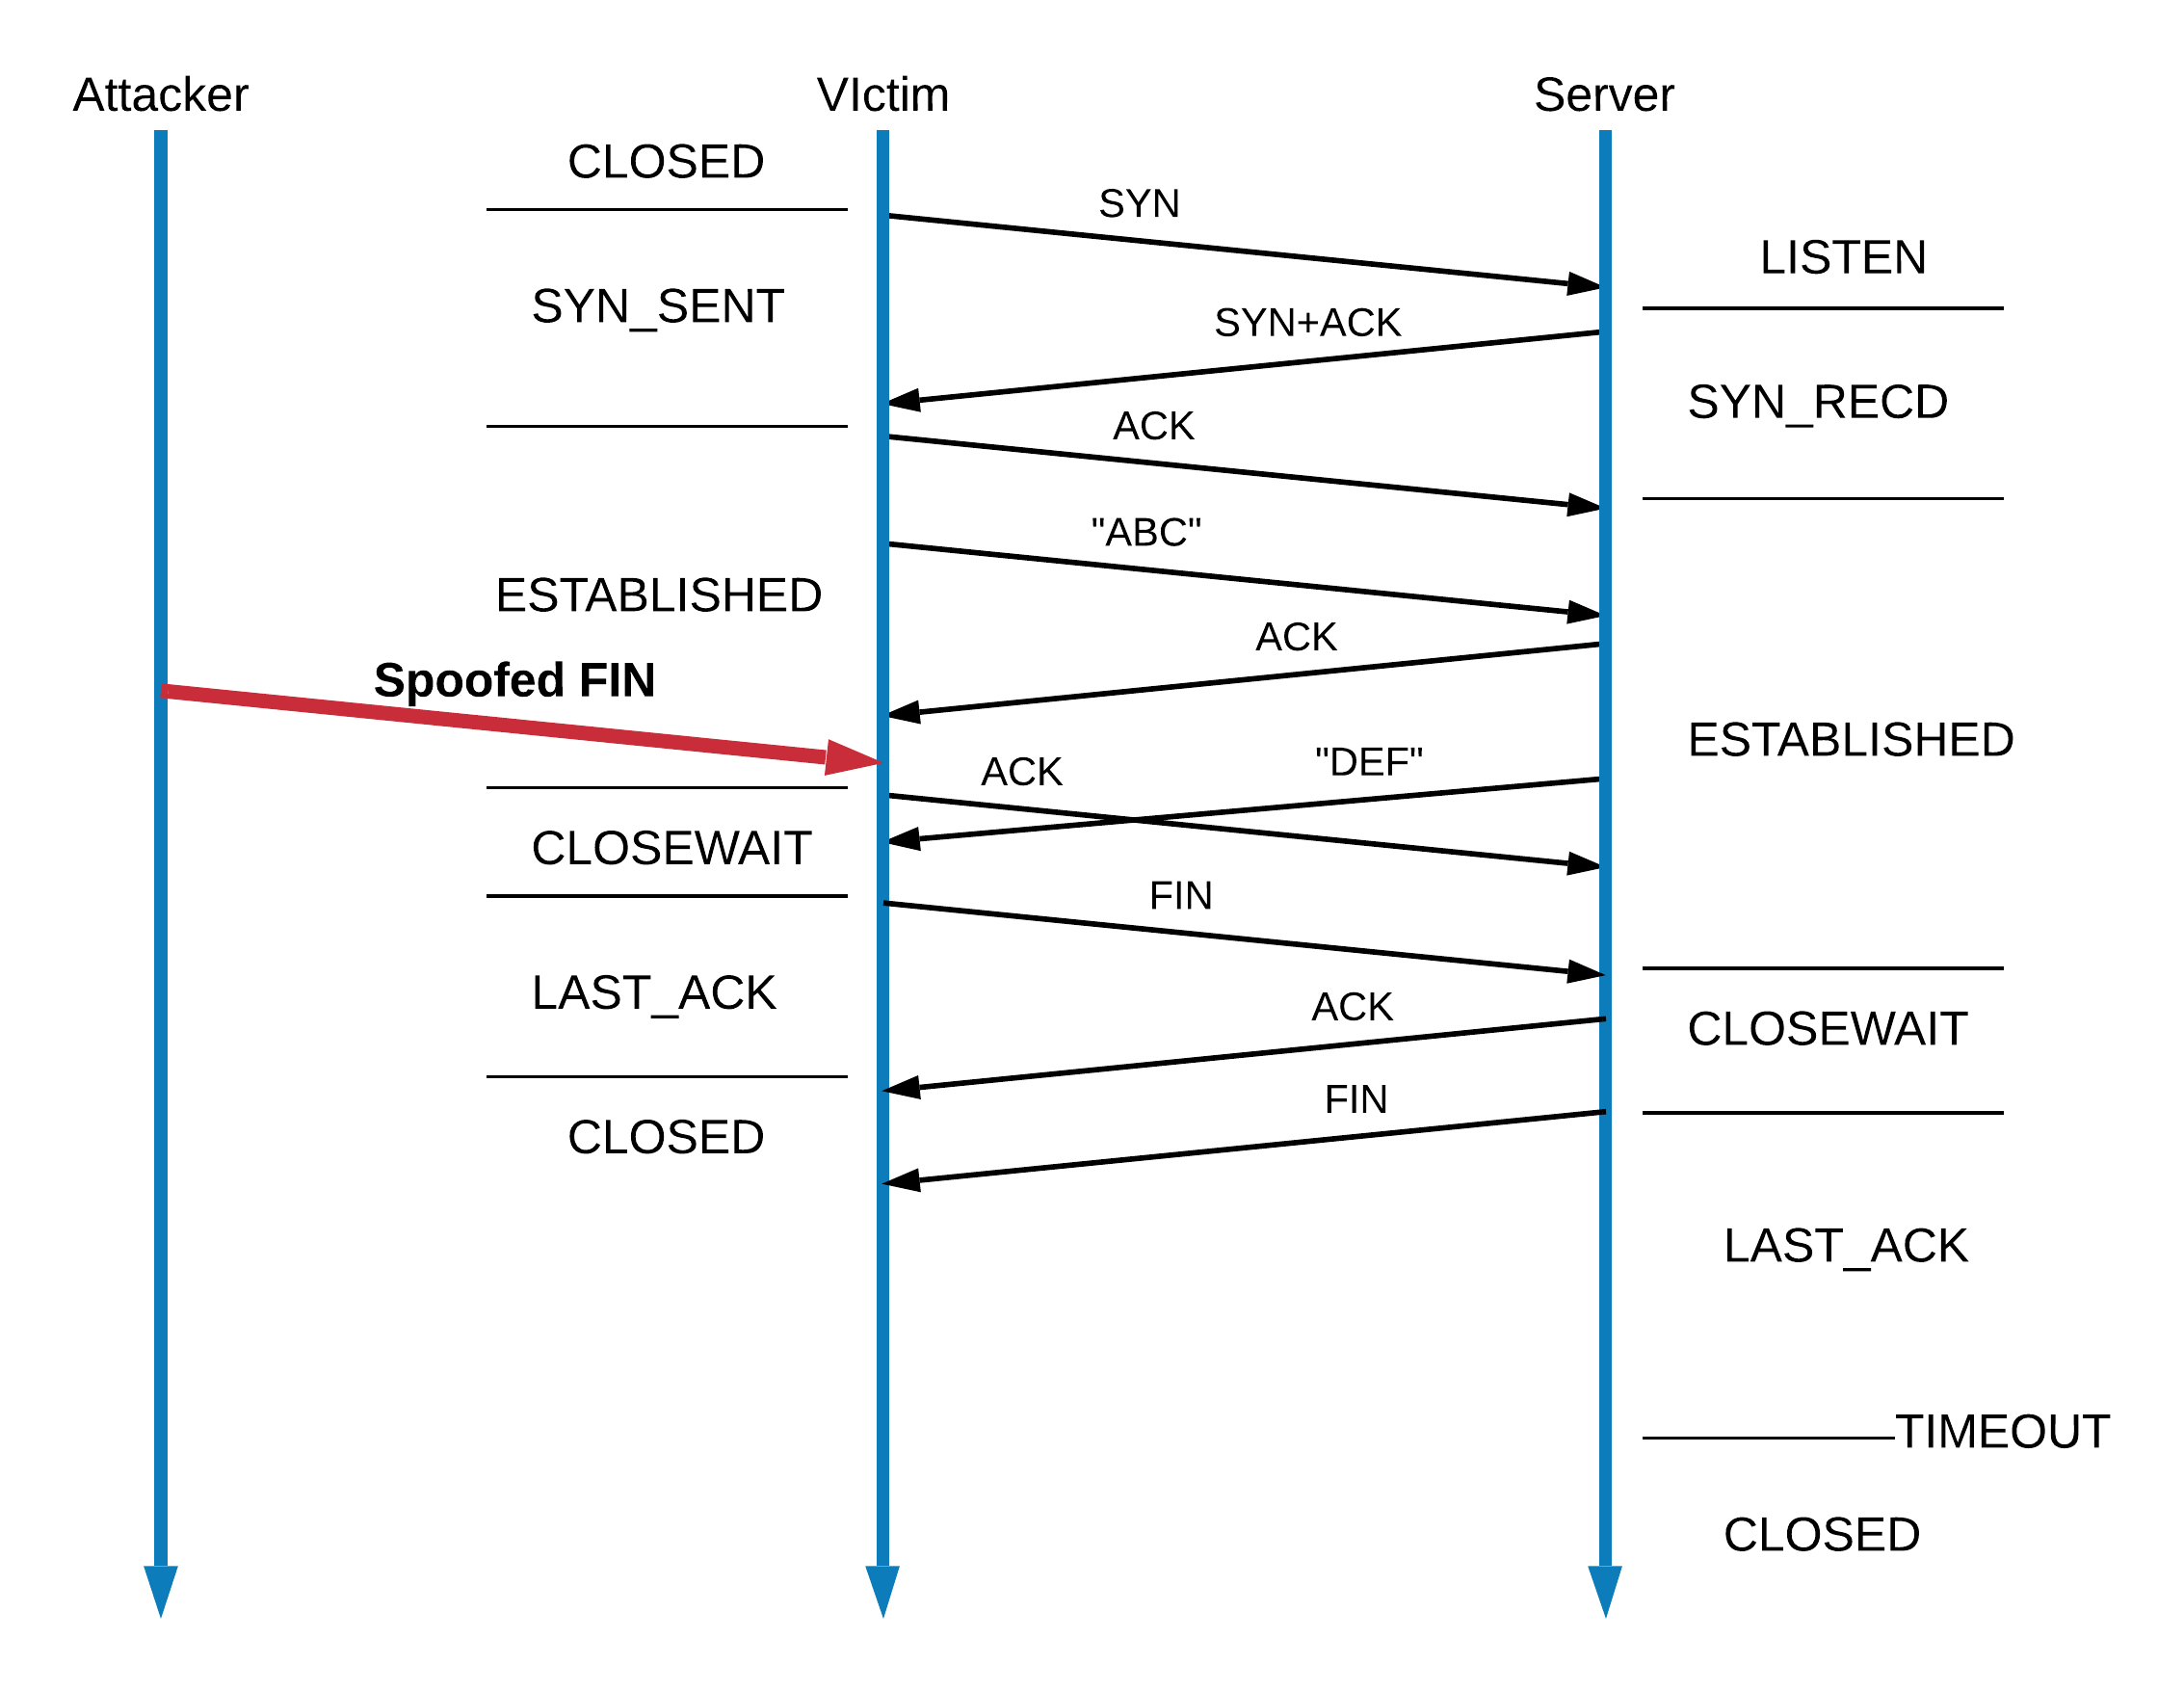 Attacker
VIctim
Server
CLOSED
SYN
LISTEN
SYN_SENT
SYN+ACK
SYN_RECD
ACK
"ABC"
ESTABLISHED
ACK
Spoofed FIN
ESTABLISHED
"DEF"
ACK
CLOSEWAIT
FIN
LAST_ACK
ACK
CLOSEWAIT
FIN
CLOSED
LAST_ACK
TIMEOUT
CLOSED